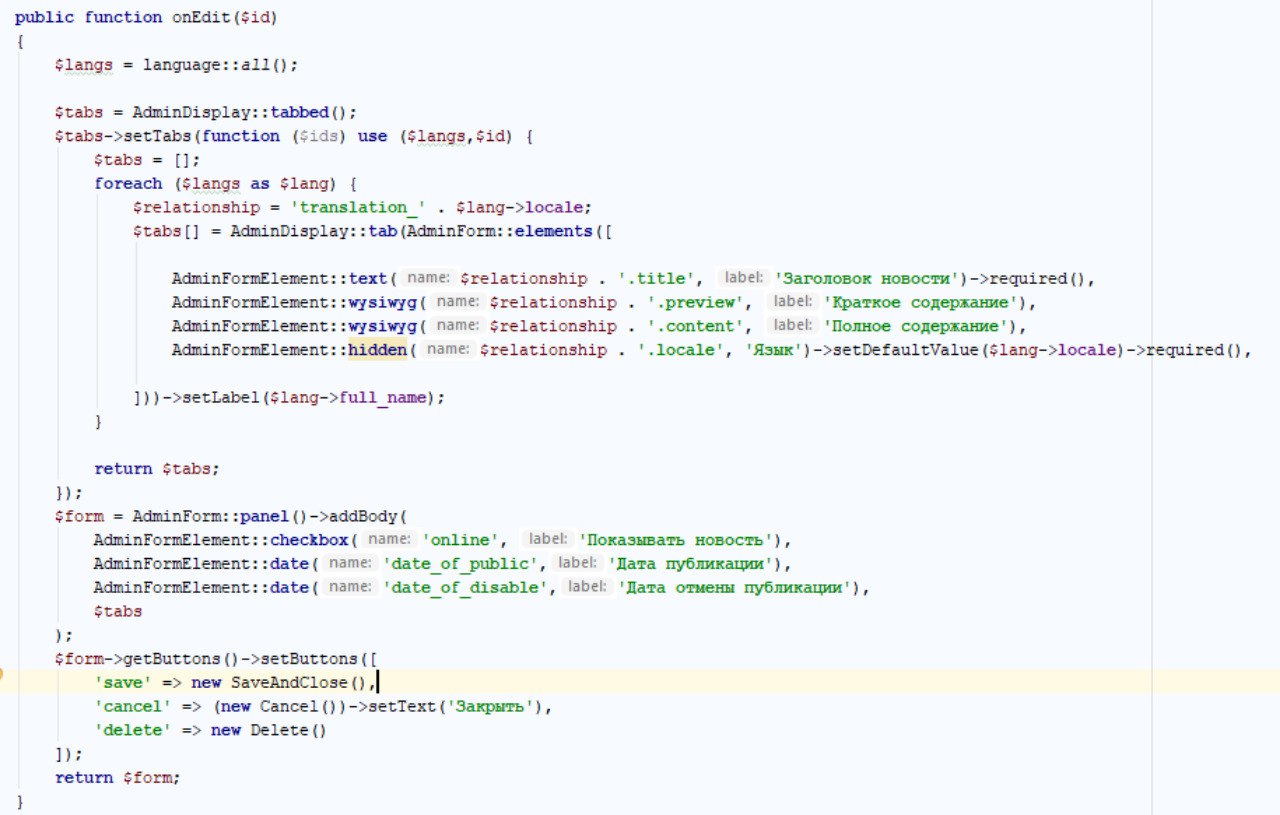 public function onEdit($id)
{
    $langs = language::all();

    $tabs = AdminDisplay::tabbed();
    $tabs->setTabs(function ($ids) use ($langs,$id) {
        $tabs = [];
        foreach ($langs as $lang) {
            $relationship = 'translation_' . $lang->locale;
            $tabs[] = AdminDisplay::tab(AdminForm::elements([

                AdminFormElement::text( name: $relationship . '.title', label: 'Заголовок новости')->required(),
                AdminFormElement::wysiwyg( name: $relationship . '.preview', label: 'Краткое содержание'),
                AdminFormElement::wysiwyg( name: $relationship . '.content', label: 'Полное содержание'),
                AdminFormElement::hidden( name: $relationship . '.locale', 'Язык')->setDefaultValue($lang->locale)->required(),

            ]))->setLabel($lang->full_name);
        }

        return $tabs;
    });
    $form = AdminForm::panel()->addBody(
        AdminFormElement::checkbox( name: 'online', label: 'Показывать новость'),
        AdminFormElement::date( name: 'date_of_public', label: 'Дата публикации'),
        AdminFormElement::date( name: 'date_of_disable', label: 'Дата отмены публикации'),
        $tabs
    );
    $form->getButtons()->setButtons([
        'save' => new SaveAndClose(),
        'cancel' => (new Cancel())->setText('Закрыть'),
        'delete' => new Delete()
    ]);
    return $form;
}